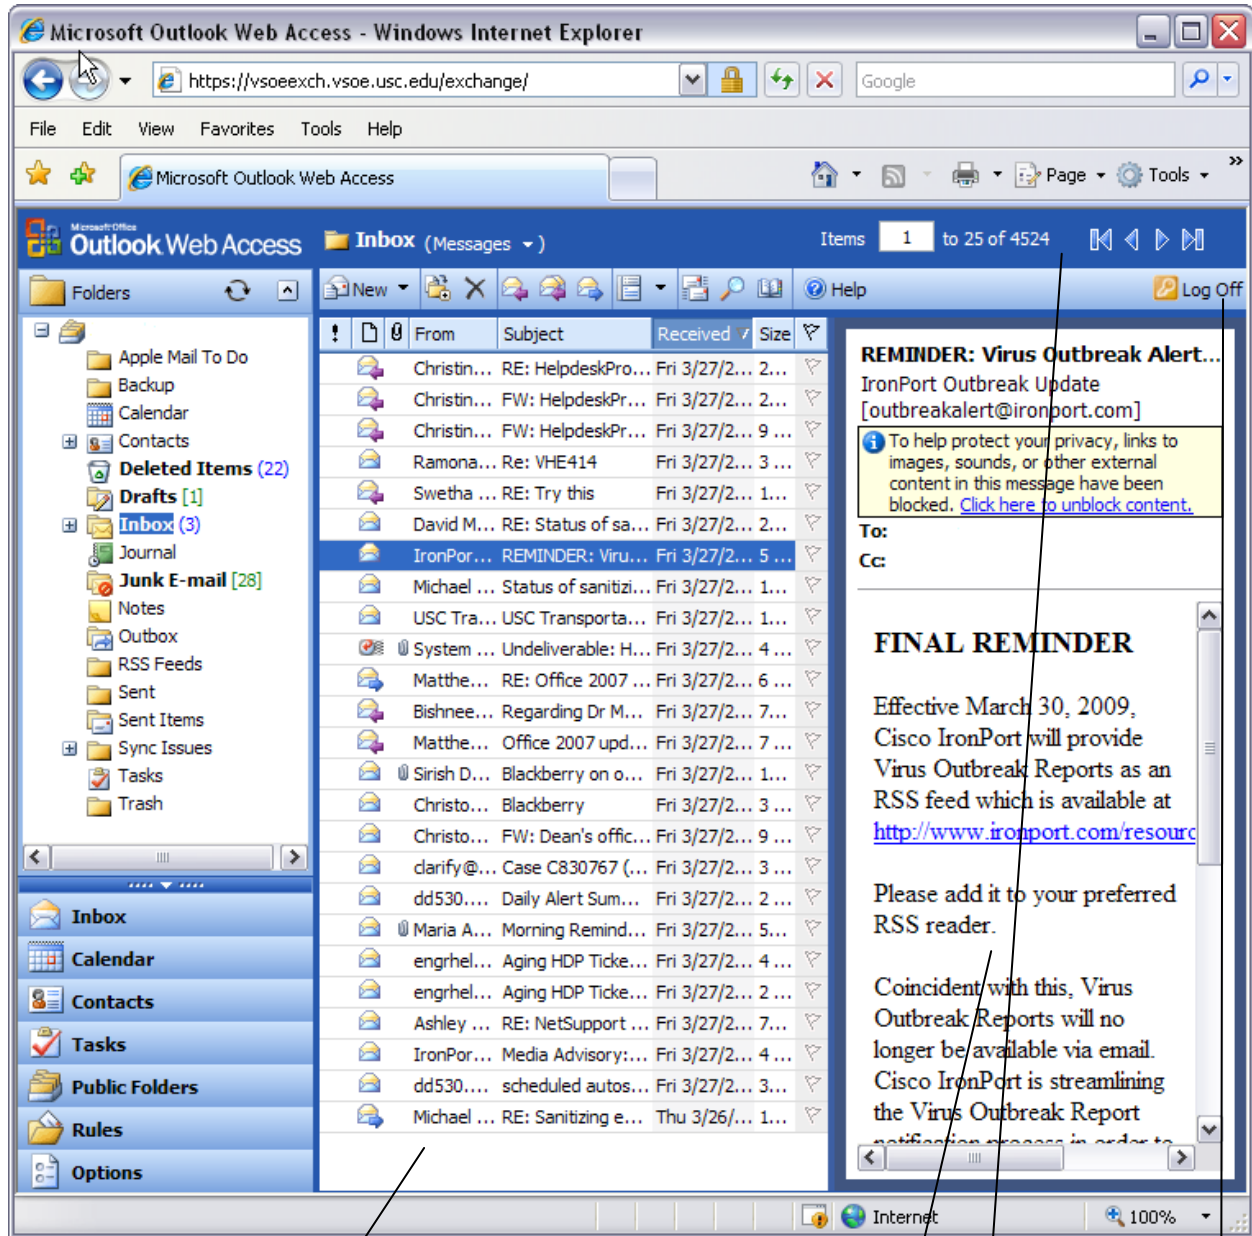 Microsoft Outlook Web Access - Windows Internet Explorer
https://vsoeexch.vsoe.usc.edu/exchange/
Google
File Edit View Favorites Tools Help
Microsoft Outlook Web Access
Page Tools »
Microsoft Office
Outlook Web Access
Inbox (Messages )
Items 1 to 25 of 4524
Folders
New
Help
Log Off
Apple Mail To Do
Backup
Calendar
Contacts
Deleted Items (22)
Drafts [1]
Inbox (3)
Journal
Junk E-mail [28]
Notes
Outbox
RSS Feeds
Sent
Sent Items
Sync Issues
Tasks
Trash
Inbox
Calendar
Contacts
Tasks
Public Folders
Rules
Options
! From Subject Received Size
Christin... RE: HelpdeskPro... Fri 3/27/2... 2...
Christin... FW: HelpdeskPr... Fri 3/27/2... 2...
Christin... FW: HelpdeskPr... Fri 3/27/2... 9 ...
Ramona... Re: VHE414 Fri 3/27/2... 3 ...
Swetha ... RE: Try this Fri 3/27/2... 1...
David M... RE: Status of sa... Fri 3/27/2... 2...
IronPor... REMINDER: Viru... Fri 3/27/2... 5 ...
Michael ... Status of sanitizi... Fri 3/27/2... 1...
USC Tra... USC Transporta... Fri 3/27/2... 1...
System ... Undeliverable: H... Fri 3/27/2... 4 ...
Matthe... RE: Office 2007 ... Fri 3/27/2... 6 ...
Bishnee... Regarding Dr M... Fri 3/27/2... 7...
Matthe... Office 2007 upd... Fri 3/27/2... 7 ...
Sirish D... Blackberry on o... Fri 3/27/2... 1...
Christo... Blackberry Fri 3/27/2... 3 ...
Christo... FW: Dean's offic... Fri 3/27/2... 9 ...
clarify@... Case C830767 (... Fri 3/27/2... 3 ...
dd530.... Daily Alert Sum... Fri 3/27/2... 2 ...
Maria A... Morning Remind... Fri 3/27/2... 5...
engrhel... Aging HDP Ticke... Fri 3/27/2... 4 ...
engrhel... Aging HDP Ticke... Fri 3/27/2... 2 ...
Ashley ... RE: NetSupport ... Fri 3/27/2... 7...
IronPor... Media Advisory:... Fri 3/27/2... 4 ...
dd530.... scheduled autos... Fri 3/27/2... 3...
Michael ... RE: Sanitizing e... Thu 3/26/... 1...
REMINDER: Virus Outbreak Alert...
IronPort Outbreak Update
[outbreakalert@ironport.com]
To help protect your privacy, links to
images, sounds, or other external
content in this message have been
blocked. Click here to unblock content.
To:
Cc:
FINAL REMINDER
Effective March 30, 2009,
Cisco IronPort will provide
Virus Outbreak Reports as an
RSS feed which is available at
http://www.ironport.com/resourc
Please add it to your preferred
RSS reader.
Coincident with this, Virus
Outbreak Reports will no
longer be available via email.
Cisco IronPort is streamlining
the Virus Outbreak Report
notification process in order to
Internet
100%